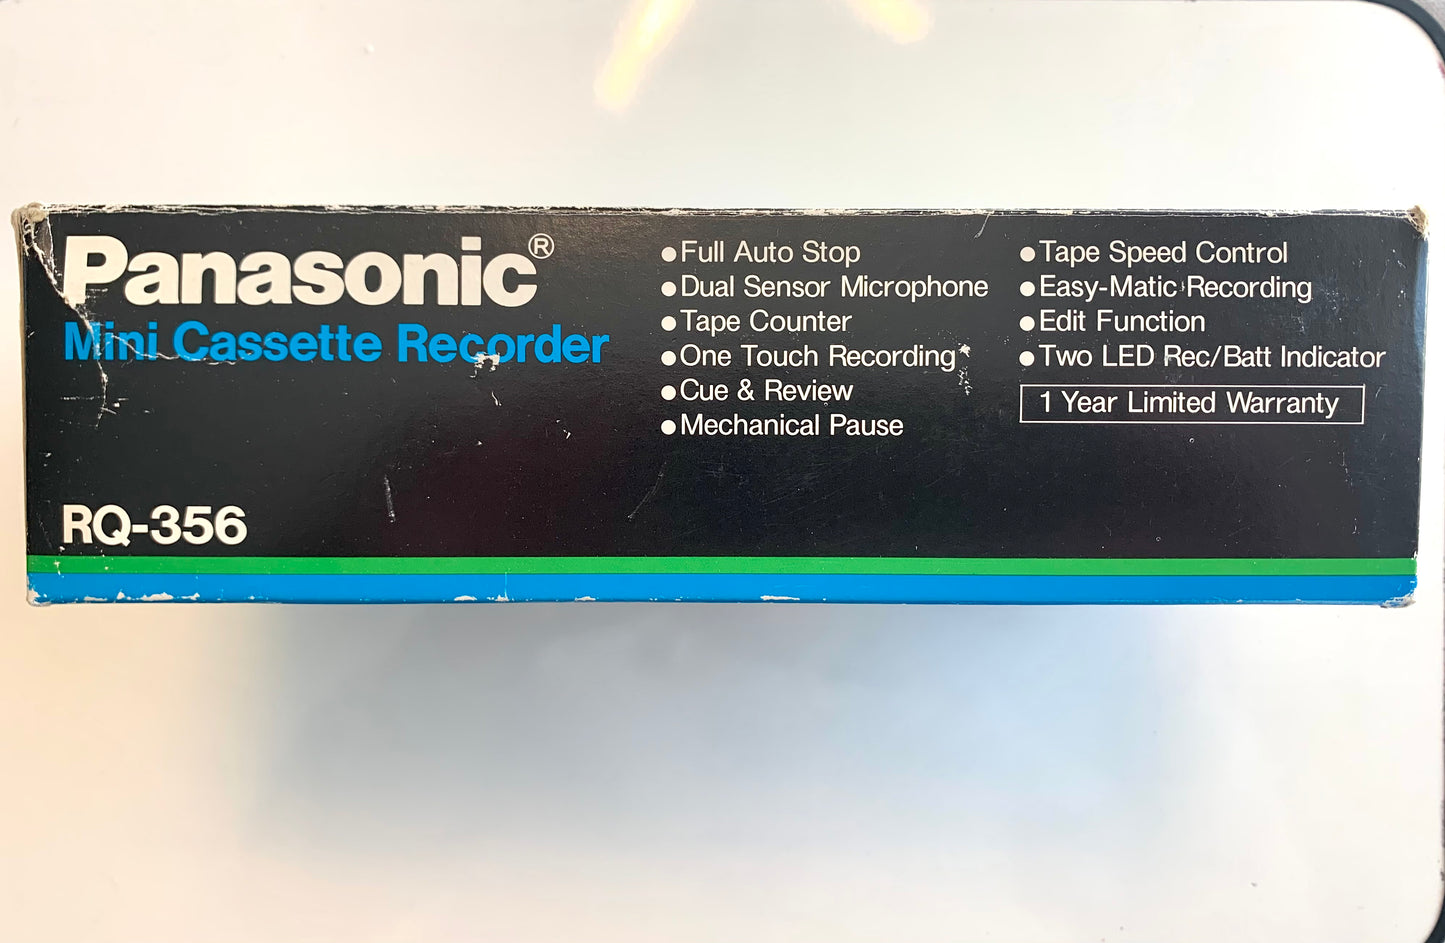 Panasonic®
Mini Cassette Recorder
RQ-356
●Full Auto Stop
●Dual Sensor Microphone
●Tape Counter
●One Touch Recording
●Cue & Review
●Mechanical Pause
●Tape Speed Control
●Easy-Matic Recording
●Edit Function
●Two LED Rec/Batt Indicator
1 Year Limited Warranty